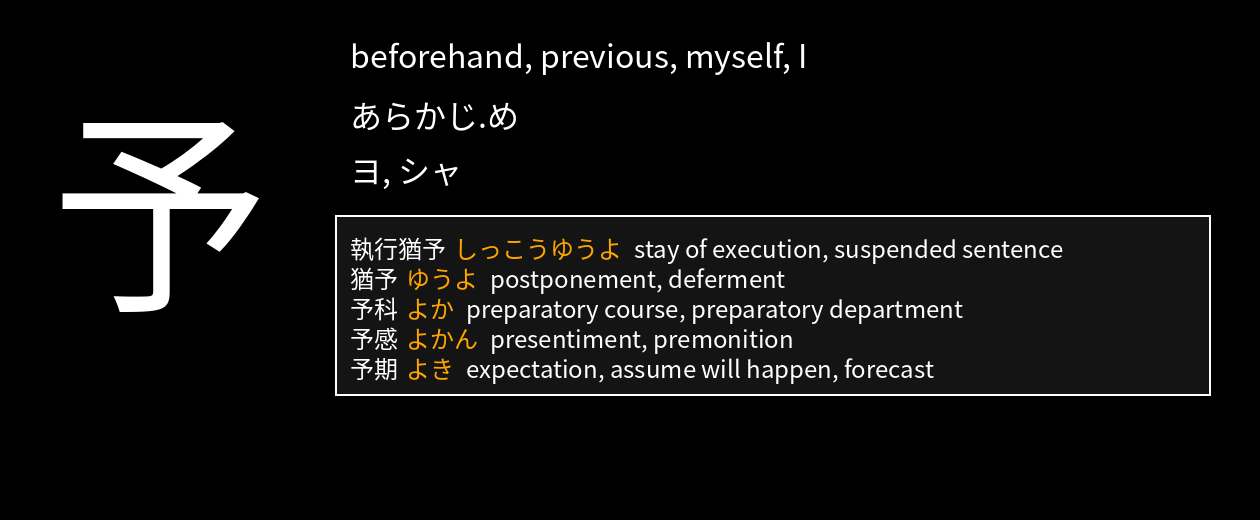 予
beforehand, previous, myself, I
あらかじ.め
ヨ, シャ
執行猶予 しっこうゆうよ stay of execution, suspended sentence
猶予 ゆうよ postponement, deferment
予科 よか preparatory course, preparatory department
予感 よかん presentiment, premonition
予期 よき expectation, assume will happen, forecast